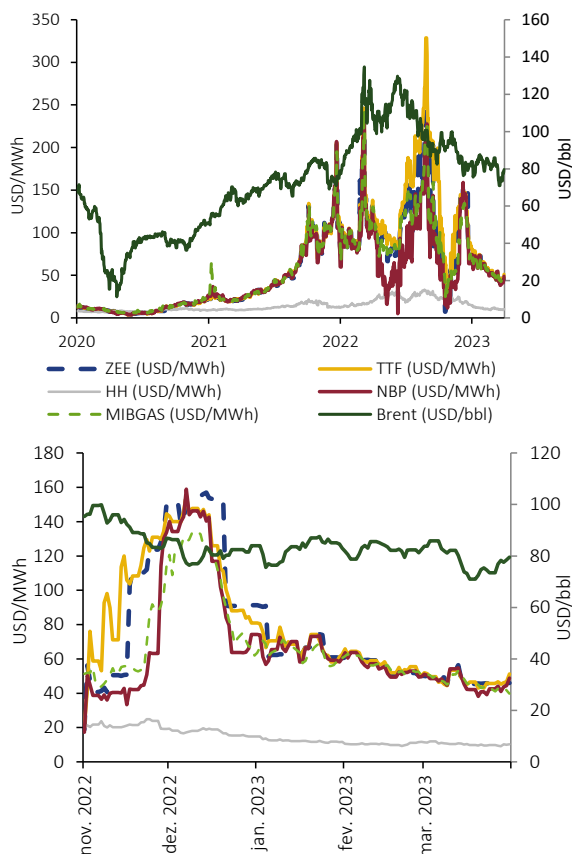 350
300
250
200
150
100
50
0
USD/MWh
160
140
120
100
80
60
40
20
0
USD/bbl
2020
2021
2022
2023
ZEE (USD/MWh)
TTF (USD/MWh)
HH (USD/MWh)
NBP (USD/MWh)
MIBGAS (USD/MWh)
Brent (USD/bbl)
180
160
140
120
100
80
60
40
20
0
USD/MWh
120
100
80
60
40
20
0
USD/bbl
nov. 2022
dez. 2022
jan. 2023
fev. 2023
mar. 2023